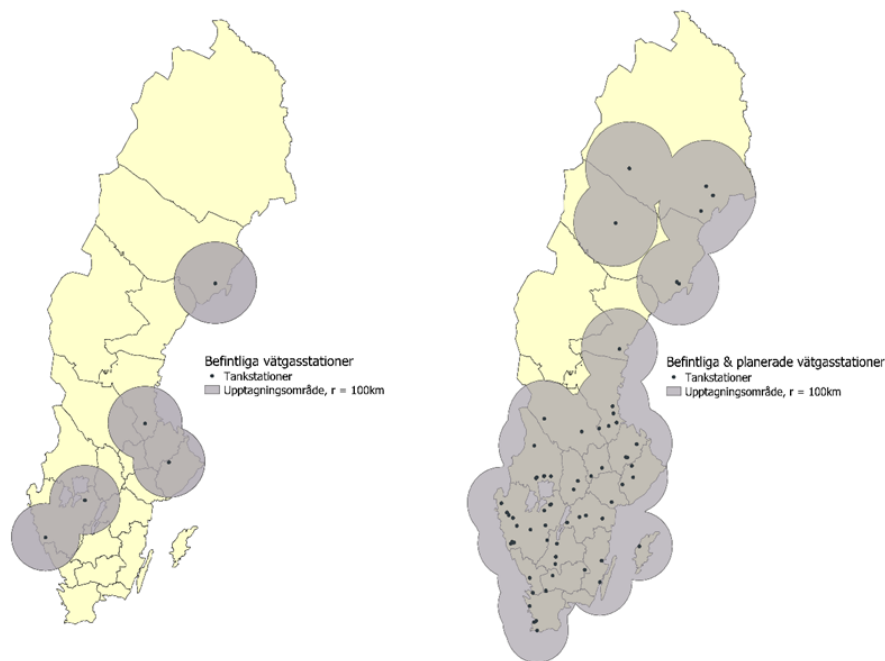 Befintliga vätgasstationer
Tankstationer
Upptagningsområde, r = 100km
Befintliga & planerade vätgasstationer
Tankstationer
Upptagningsområde, r = 100km